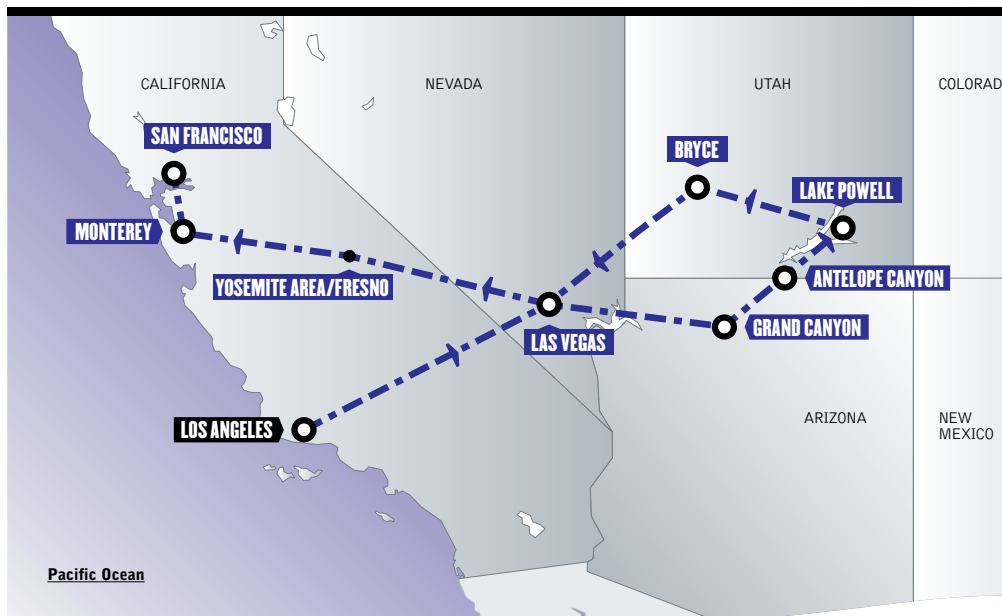 CALIFORNIA
NEVADA
UTAH
COLORAD
SAN FRANCISCO
BRYCE
LAKE POWELL
MONTEREY
YOSEMITE AREA/FRESNO
ANTELOPE CANYON
LAS VEGAS
GRAND CANYON
LOS ANGELES
ARIZONA
NEW
MEXICO
Pacific Ocean